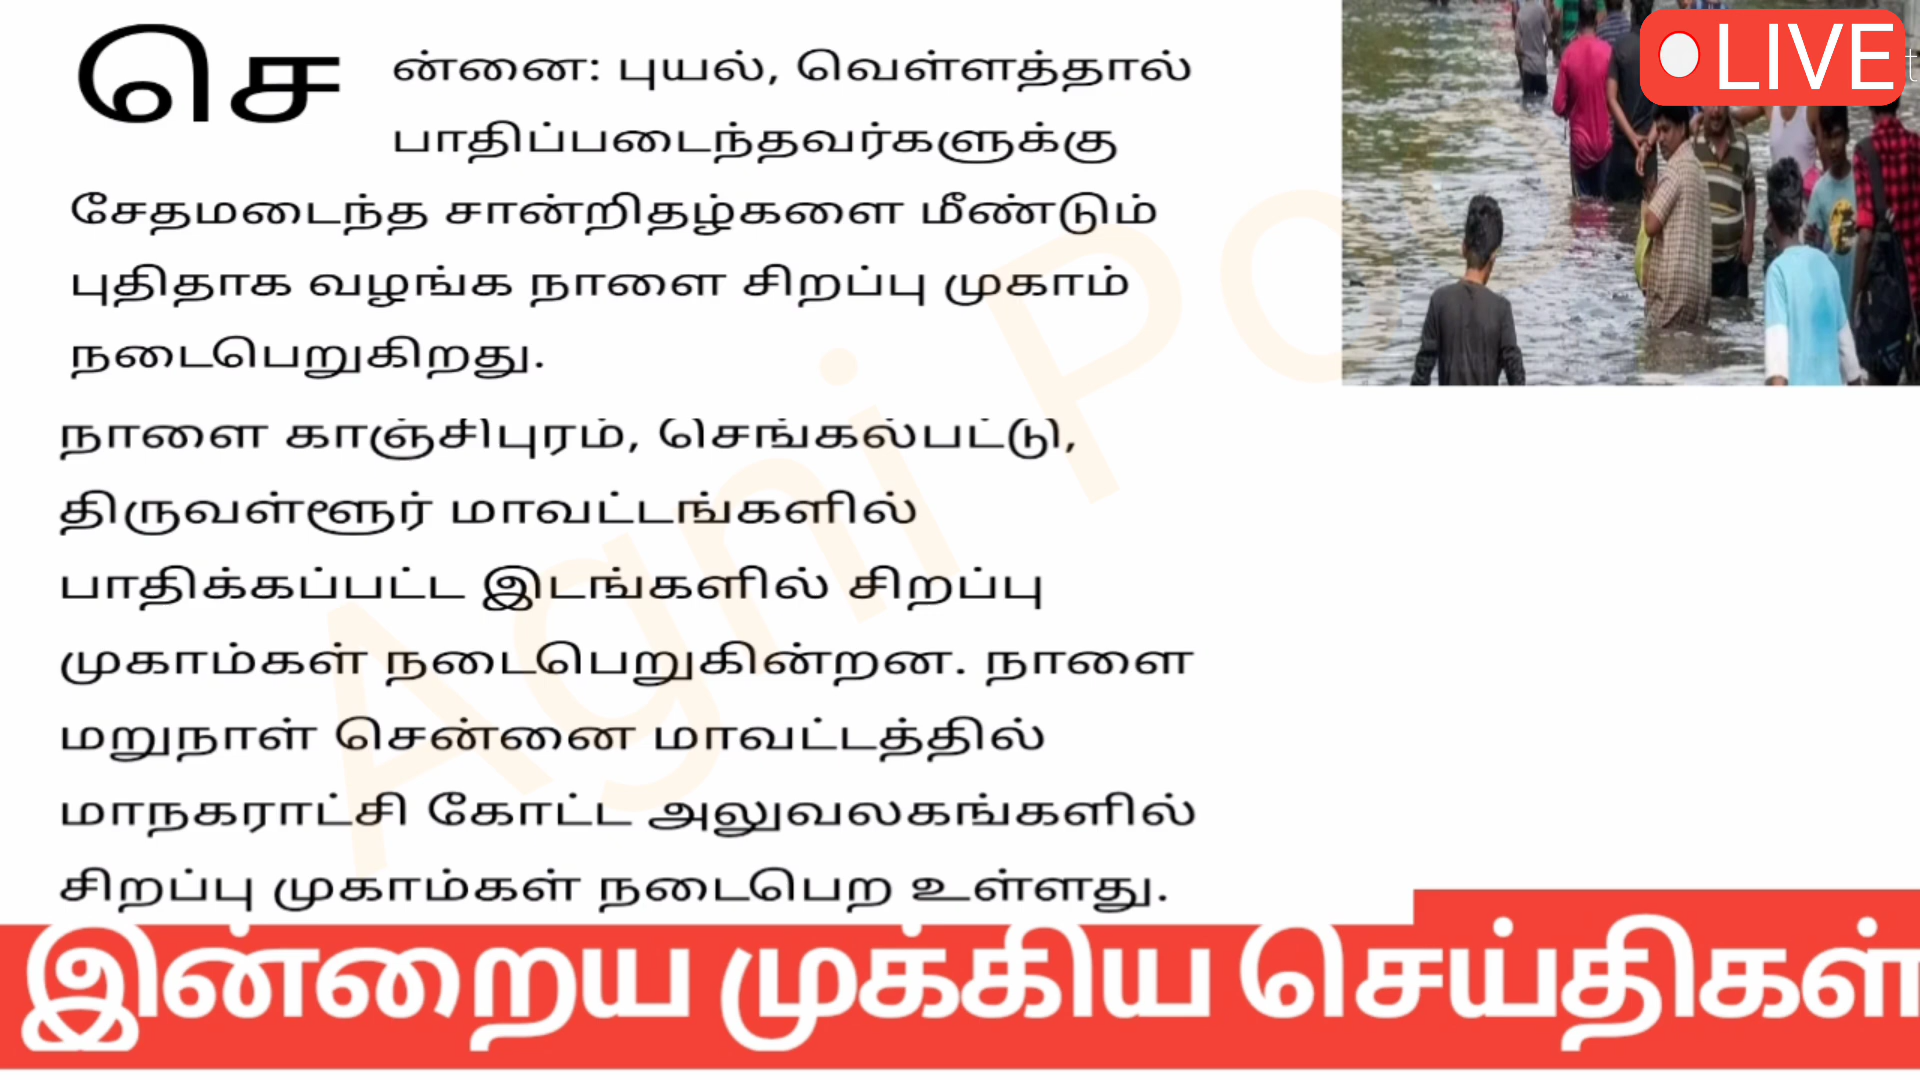 சென்னை: புயல், வெள்ளத்தால்
பாதிப்படைந்தவர்களுக்கு
சேதமடைந்த சான்றிதழ்களை மீண்டும்
புதிதாக வழங்க நாளை சிறப்பு முகாம்
நடைபெறுகிறது.
நாளை காஞ்சிபுரம், செங்கல்பட்டு,
திருவள்ளூர் மாவட்டங்களில்
பாதிக்கப்பட்ட இடங்களில் சிறப்பு
முகாம்கள் நடைபெறுகின்றன. நாளை
மறுநாள் சென்னை மாவட்டத்தில்
மாநகராட்சி கோட்ட அலுவலகங்களில்
சிறப்பு முகாம்கள் நடைபெற உள்ளது.
LIVE
Agni Po
இன்றைய முக்கிய செய்திகள்